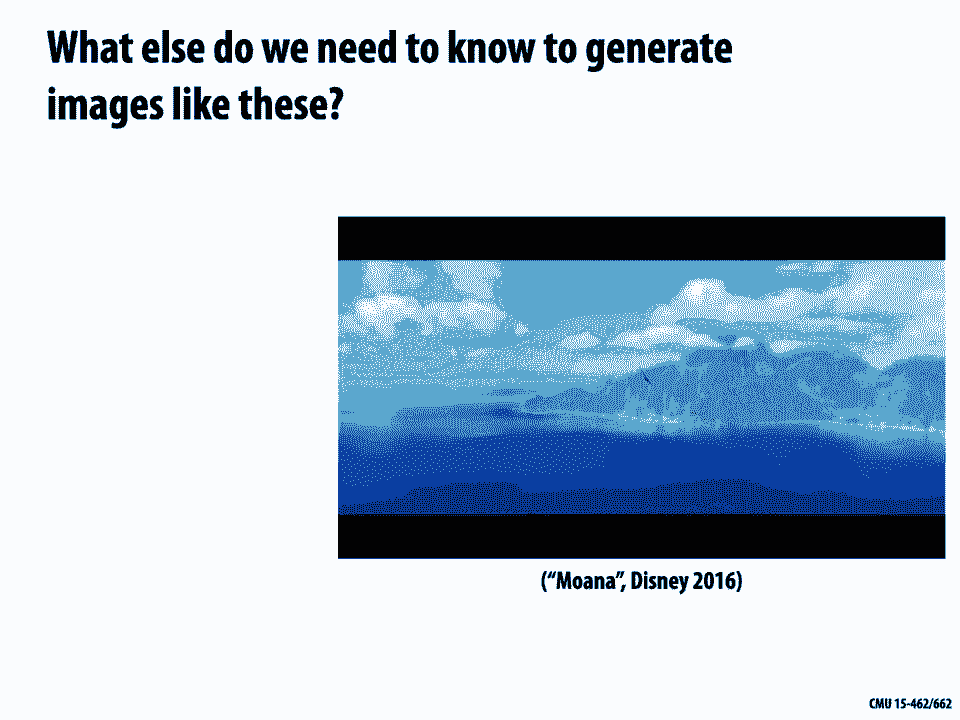 What else do we need to know to generate
images like these?
(“Moana”, Disney 2016)
CMU 15-462/662